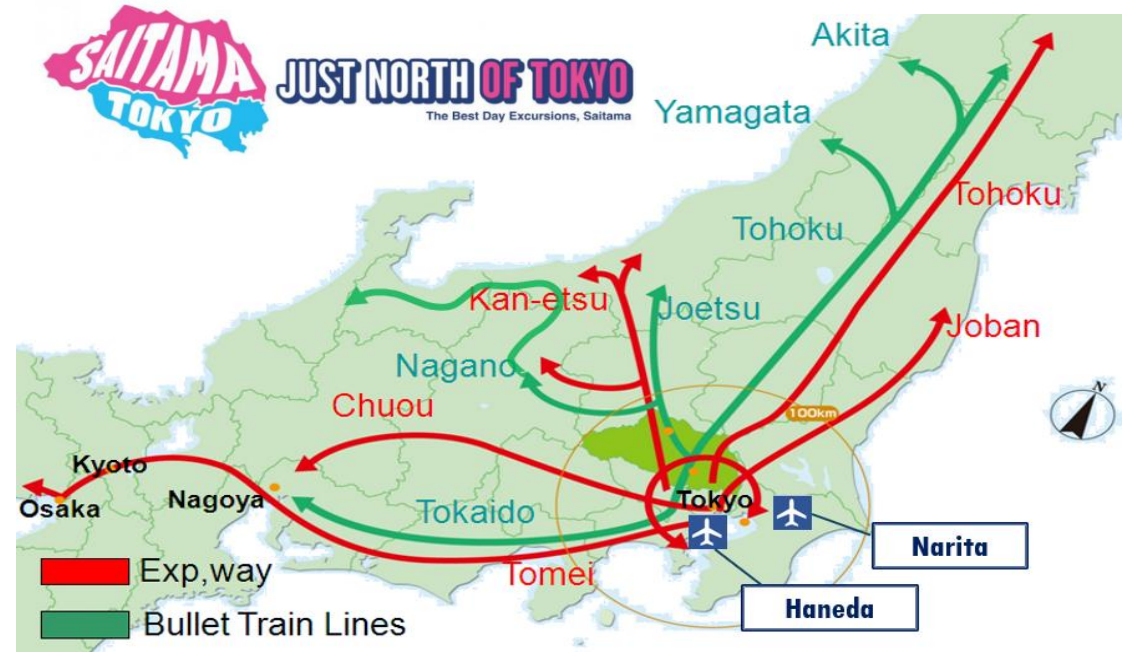 SAITAMA
TOKYO
JUST NORTH OF TOKYO
The Best Day Excursions, Saitama
Akita
Yamagata
Tohoku
Tohoku
Kan-etsu
Joetsu
Joban
Nagano
Chuou
100km
N
Kyoto
Osaka
Nagoya
Tokaido
Tokyo
Tomei
Narita
Haneda
Exp,way
Bullet Train Lines